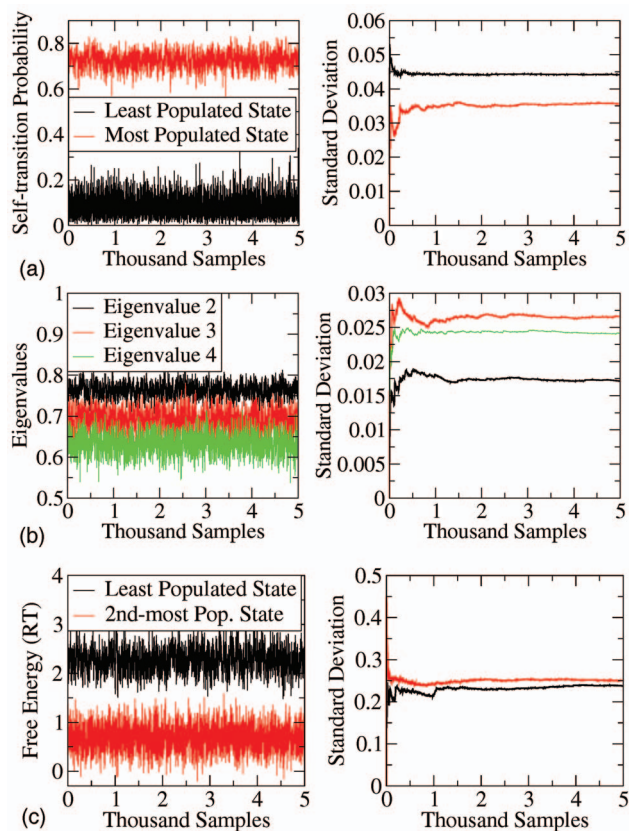 Self-transition Probability
0.8
0.6
0.4
0.2
0
Least Populated State
Most Populated State
0 1 2 3 4 5
Thousand Samples
(a)
Standard Deviation
0.06
0.05
0.04
0.03
0.02
0.01
0
0 1 2 3 4 5
Thousand Samples
Eigenvalues
1
0.9
0.8
0.7
0.6
0.5
Eigenvalue 2
Eigenvalue 3
Eigenvalue 4
0 1 2 3 4 5
Thousand Samples
(b)
Standard Deviation
0.03
0.025
0.02
0.015
0.01
0.005
0
0 1 2 3 4 5
Thousand Samples
Free Energy (RT)
4
3
2
1
0
Least Populated State
2nd-most Pop. State
0 1 2 3 4 5
Thousand Samples
(c)
Standard Deviation
0.5
0.4
0.3
0.2
0.1
0
0 1 2 3 4 5
Thousand Samples